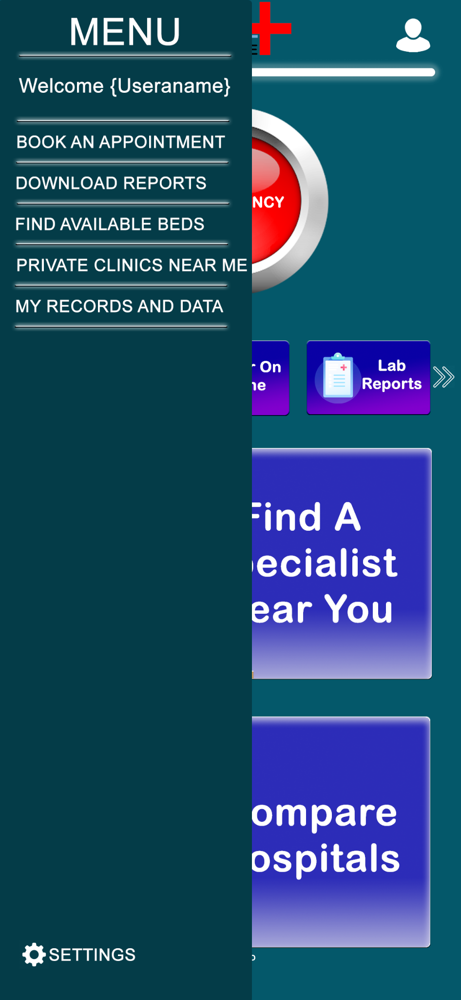 MENU
Welcome {Useraname}
BOOK AN APPOINTMENT
DOWNLOAD REPORTS
FIND AVAILABLE BEDS
PRIVATE CLINICS NEAR ME
MY RECORDS AND DATA
SETTINGS
E
NCY
r On
ne
Lab
Reports
Find A
pecialist
ear You
ompare
ospitals